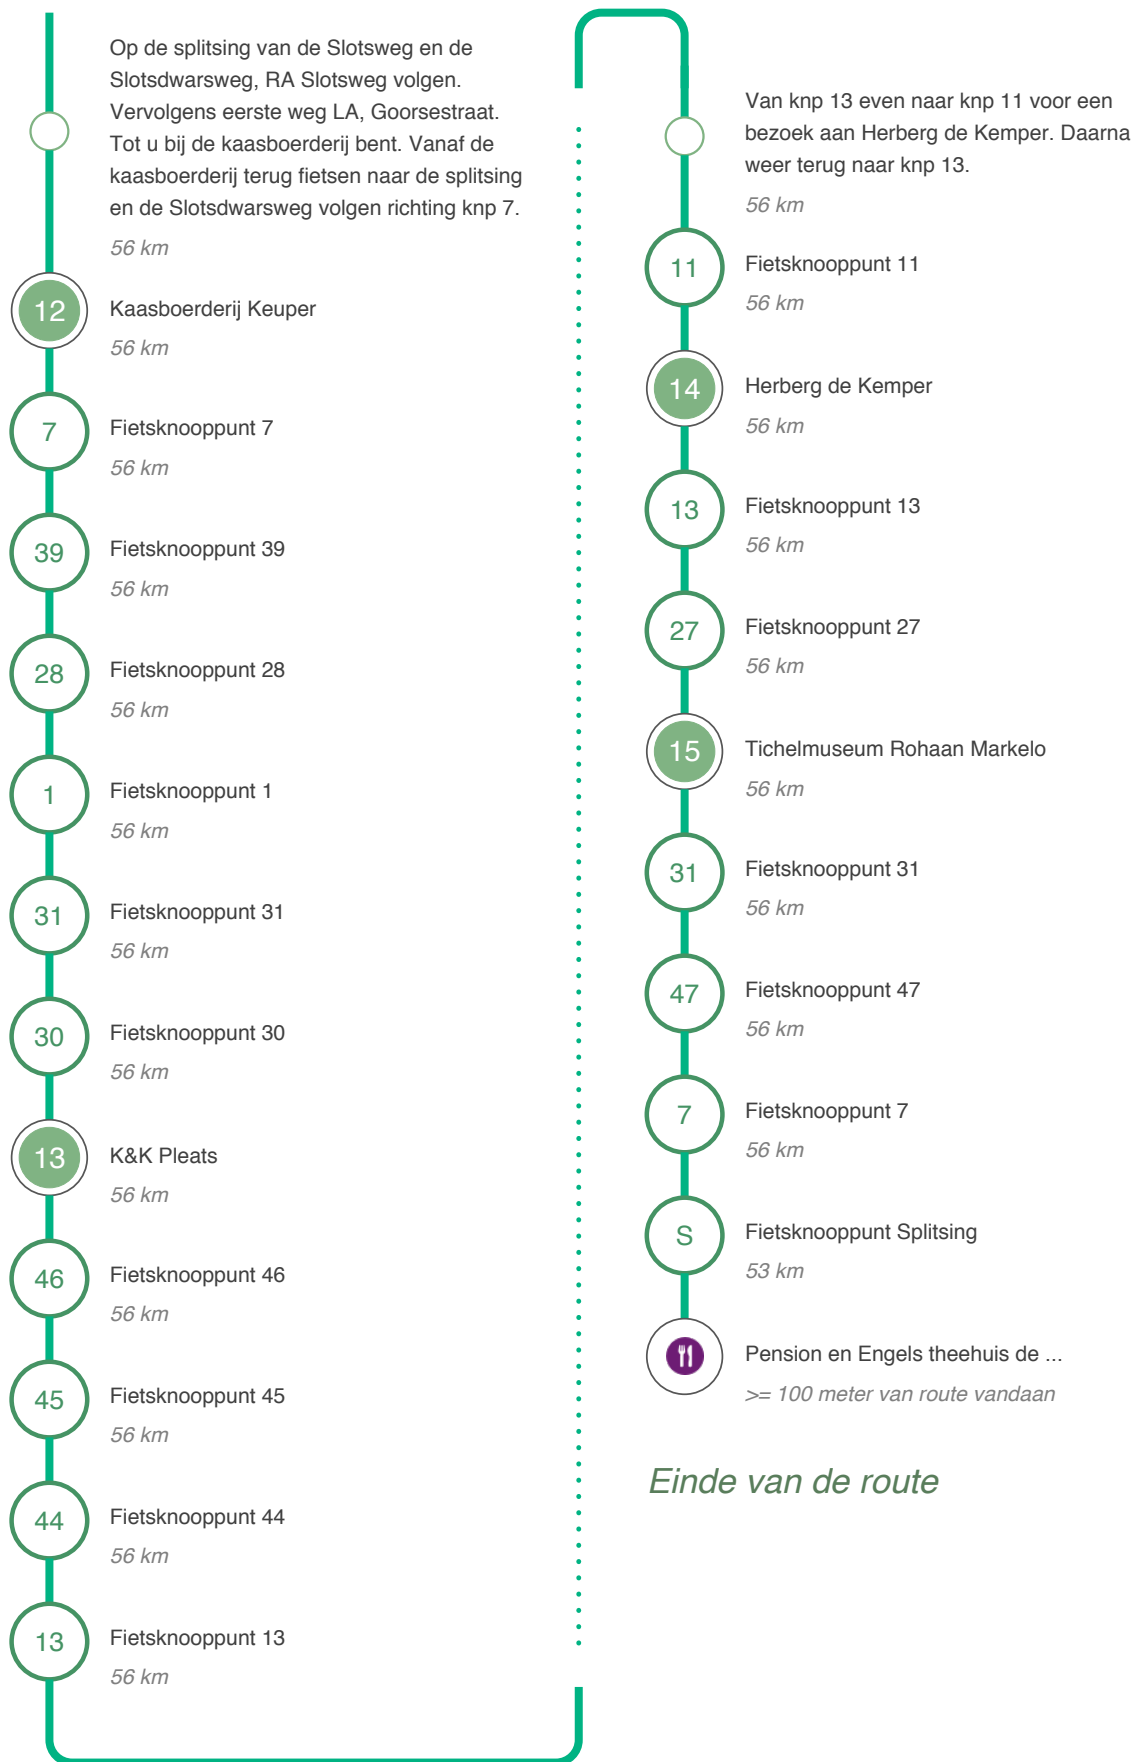 Op de splitsing van de Slotsweg en de
Slotsdwarsweg, RA Slotsweg volgen.
Vervolgens eerste weg LA, Goorsestraat.
Tot u bij de kaasboerderij bent. Vanaf de
kaasboerderij terug fietsen naar de splitsing
en de Slotsdwarsweg volgen richting knp 7.
56 km
12
Kaasboerderij Keuper
56 km
7
Fietsknooppunt 7
56 km
39
Fietsknooppunt 39
56 km
28
Fietsknooppunt 28
56 km
1
Fietsknooppunt 1
56 km
31
Fietsknooppunt 31
56 km
30
Fietsknooppunt 30
56 km
13
K&K Pleats
56 km
46
Fietsknooppunt 46
56 km
45
Fietsknooppunt 45
56 km
44
Fietsknooppunt 44
56 km
13
Fietsknooppunt 13
56 km
Van knp 13 even naar knp 11 voor een
bezoek aan Herberg de Kemper. Daarna
weer terug naar knp 13.
56 km
11
Fietsknooppunt 11
56 km
14
Herberg de Kemper
56 km
13
Fietsknooppunt 13
56 km
27
Fietsknooppunt 27
56 km
15
Tichelmuseum Rohaan Markelo
56 km
31
Fietsknooppunt 31
56 km
47
Fietsknooppunt 47
56 km
7
Fietsknooppunt 7
56 km
S
Fietsknooppunt Splitsing
53 km
Pension en Engels theehuis de ...
>= 100 meter van route vandaan
Einde van de route